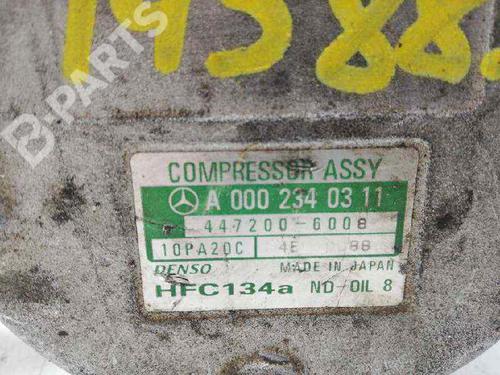 19588.
B-PARTS
COMPRESSOR ASSY
A 000 234 03 11
447200-6008
10PA20C 4E 88
DENSO MADE IN JAPAN
HFC134a ND-OIL 8